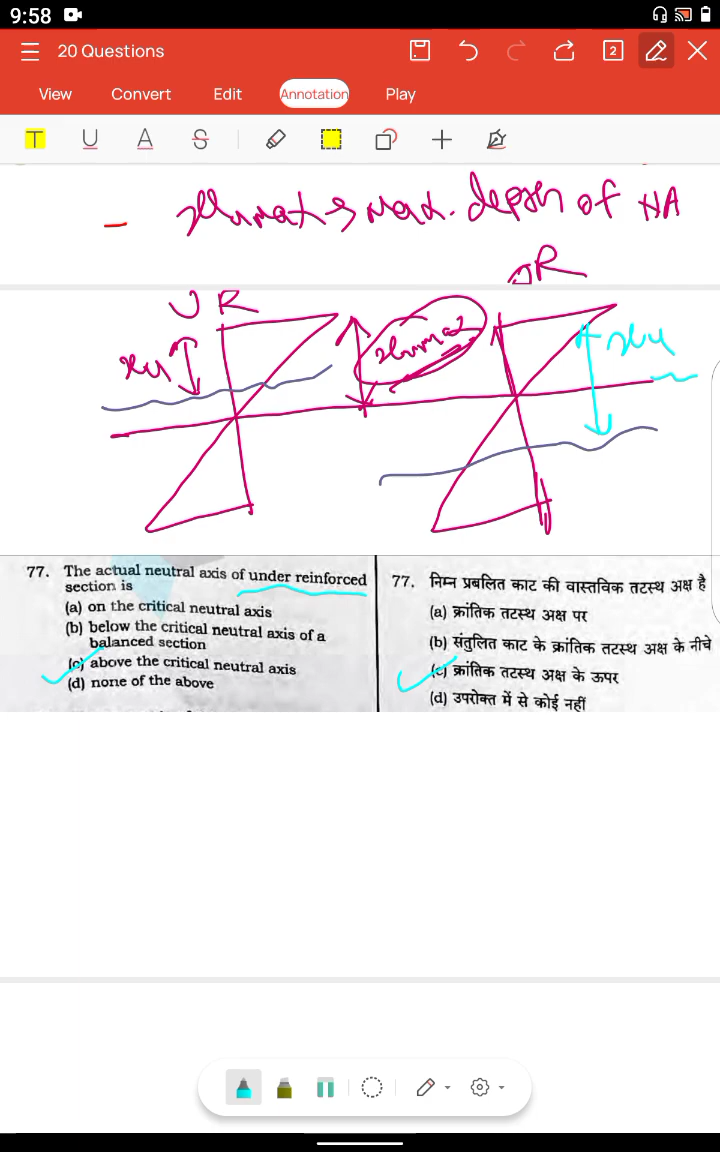 9:58
20 Questions
2
View Convert Edit Annotation Play
T U A S
xumax → Max. depth of NA
UR
OR
xu
xumax
xu
77. The actual neutral axis of under reinforced
section is
(a) on the critical neutral axis
(b) below the critical neutral axis of a
balanced section
(c) above the critical neutral axis
(d) none of the above
77. निम्न प्रबलित काट की वास्तविक तटस्थ अक्ष है
(a) क्रांतिक तटस्थ अक्ष पर
(b) संतुलित काट के क्रांतिक तटस्थ अक्ष के नीचे
(c) क्रांतिक तटस्थ अक्ष के ऊपर
(d) उपरोक्त में से कोई नहीं